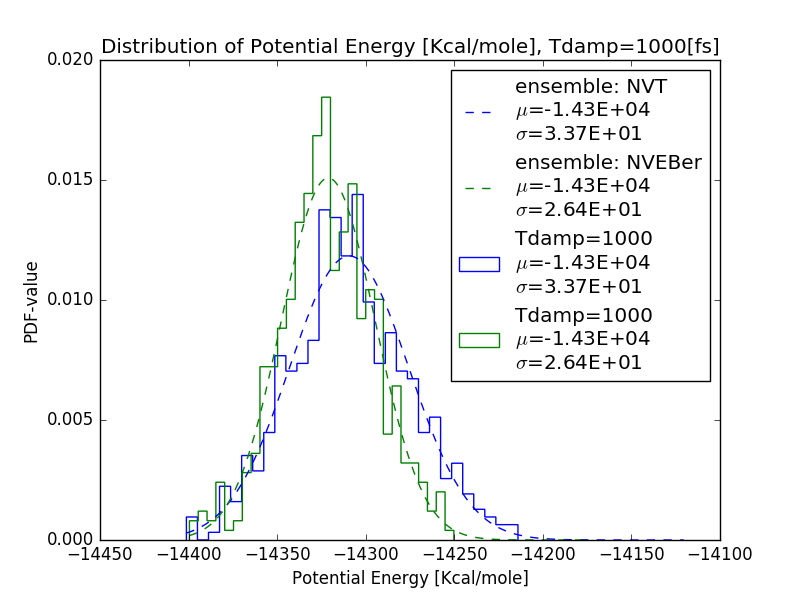 Distribution of Potential Energy [Kcal/mole], Tdamp=1000[fs]
0.020
0.015
0.010
0.005
0.000
PDF-value
ensemble: NVT
μ=-1.43E+04
σ=3.37E+01
ensemble: NVEBer
μ=-1.43E+04
σ=2.64E+01
Tdamp=1000
μ=-1.43E+04
σ=3.37E+01
Tdamp=1000
μ=-1.43E+04
σ=2.64E+01
−14450 −14400 −14350 −14300 −14250 −14200 −14150 −14100
Potential Energy [Kcal/mole]